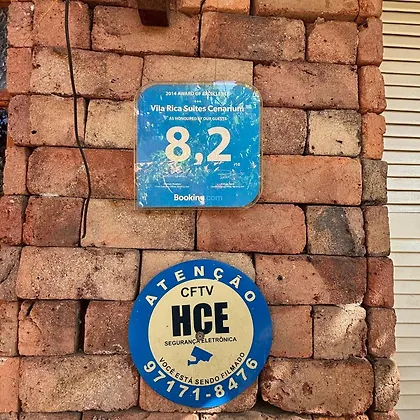 2014 AWARD OF EXCELLENCE
Vila Rica Suites Cenarium
AS HONOURED BY OUR GUESTS
8,2
Booking.com
ATENÇÃO
CFTV
HCE
SEGURANÇA ELETRÔNICA
VOCÊ ESTÁ SENDO FILMADO
97171-8476